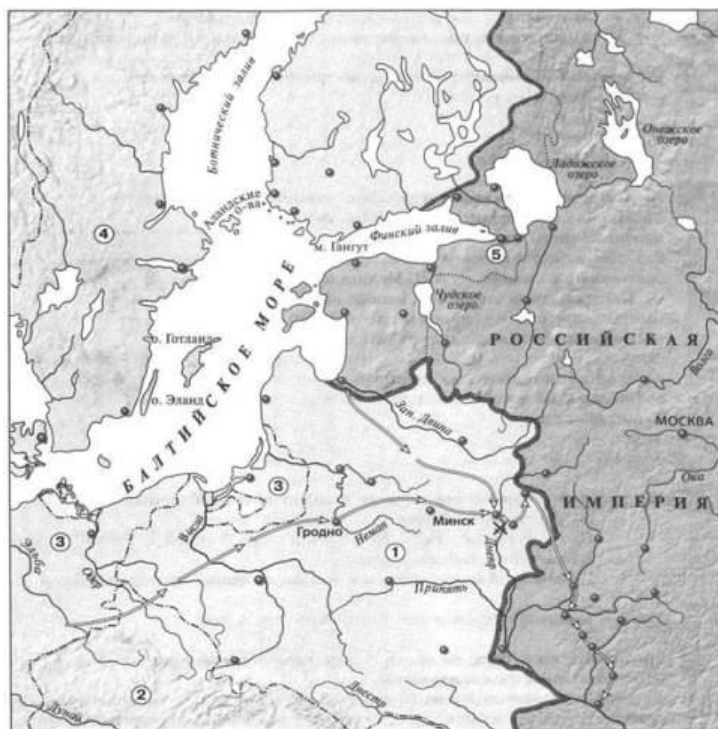 Ботнический залив
Онежское озеро
Ладожское озеро
Аландские о-ва
4
м. Гангут
Финский залив
5
Чудское озеро
о. Готланд
РОССИЙСКАЯ
Волга
БАЛТИЙСКОЕ МОРЕ
о. Эланд
Зап. Двина
МОСКВА
Ока
3
ИМПЕРИЯ
Висла
Минск
Гродно
Неман
3
Эльба
Одер
1
Днепр
Припять
2
Днестр
Дунай